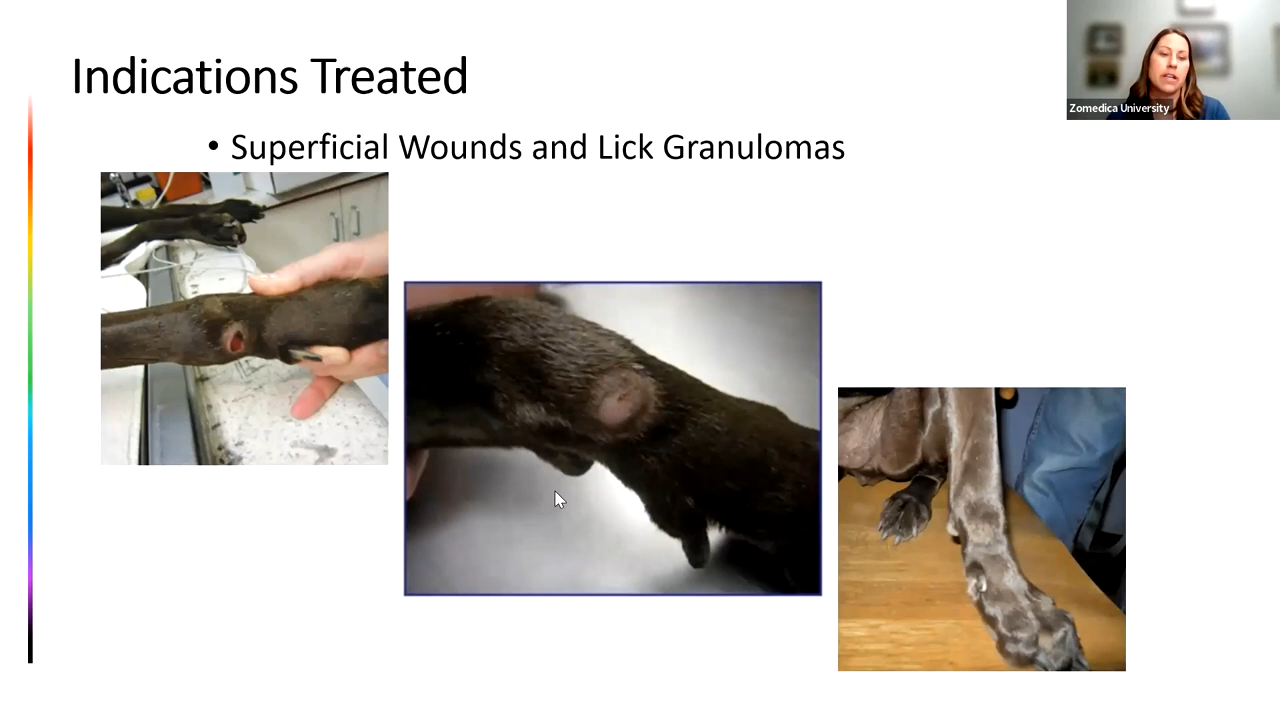 Indications Treated
• Superficial Wounds and Lick Granulomas
Zomedica University